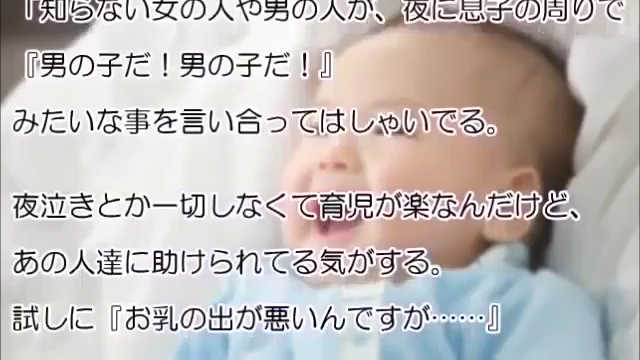 「知らない女の人や男の人が、夜に息子の周りで
『男の子だ！男の子だ！』
みたいな事を言い合ってはしゃいでる。
夜泣きとか一切しなくて育児が楽なんだけど、
あの人達に助けられてる気がする。
試しに『お乳の出が悪いんですが……』